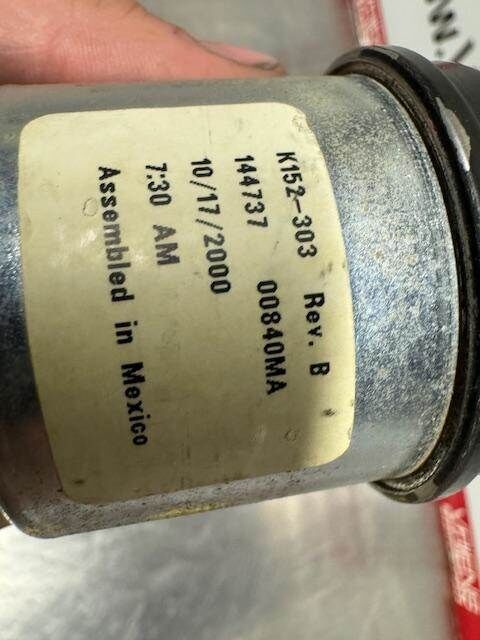 K152-303 Rev. B
144737 00840MA
10/17/2000
7:30 AM
Assembled in Mexico